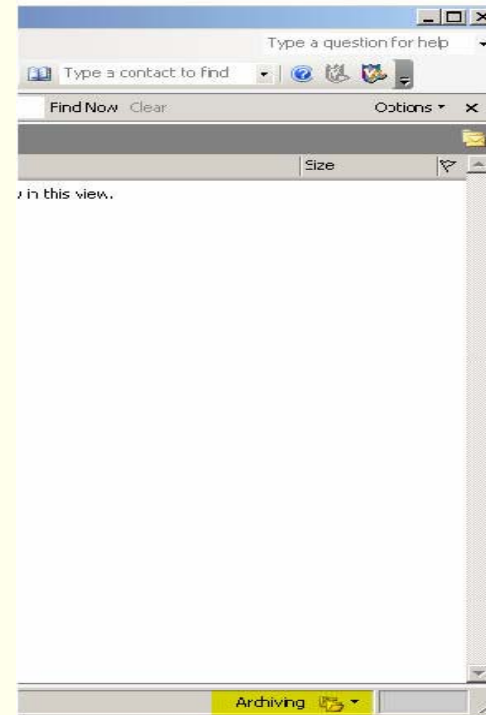 Type a question for help
Type a contact to find
Find Now Clear Options
Size
in this view.
Archiving